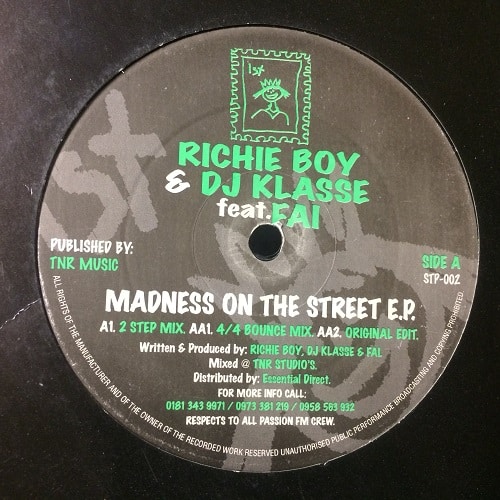 1st
RICHIE BOY
& DJ KLASSE
feat. FAI
PUBLISHED BY:
TNR MUSIC
SIDE A
STP-002
MADNESS ON THE STREET E.P.
A1. 2 STEP MIX. AA1. 4/4 BOUNCE MIX. AA2. ORIGINAL EDIT.
Written & Produced by: RICHIE BOY, DJ KLASSE & FAI.
Mixed @ TNR STUDIO'S.
Distributed by: Essential Direct.
FOR MORE INFO CALL:
0181 343 9971 / 0973 381 219 / 0958 583 932
RESPECTS TO ALL PASSION FM CREW.
ALL RIGHTS OF THE MANUFACTURER AND OF THE OWNER OF THE RECORDED WORK RESERVED UNAUTHORISED PUBLIC PERFORMANCE BROADCASTING AND COPYING PROHIBITED
1st